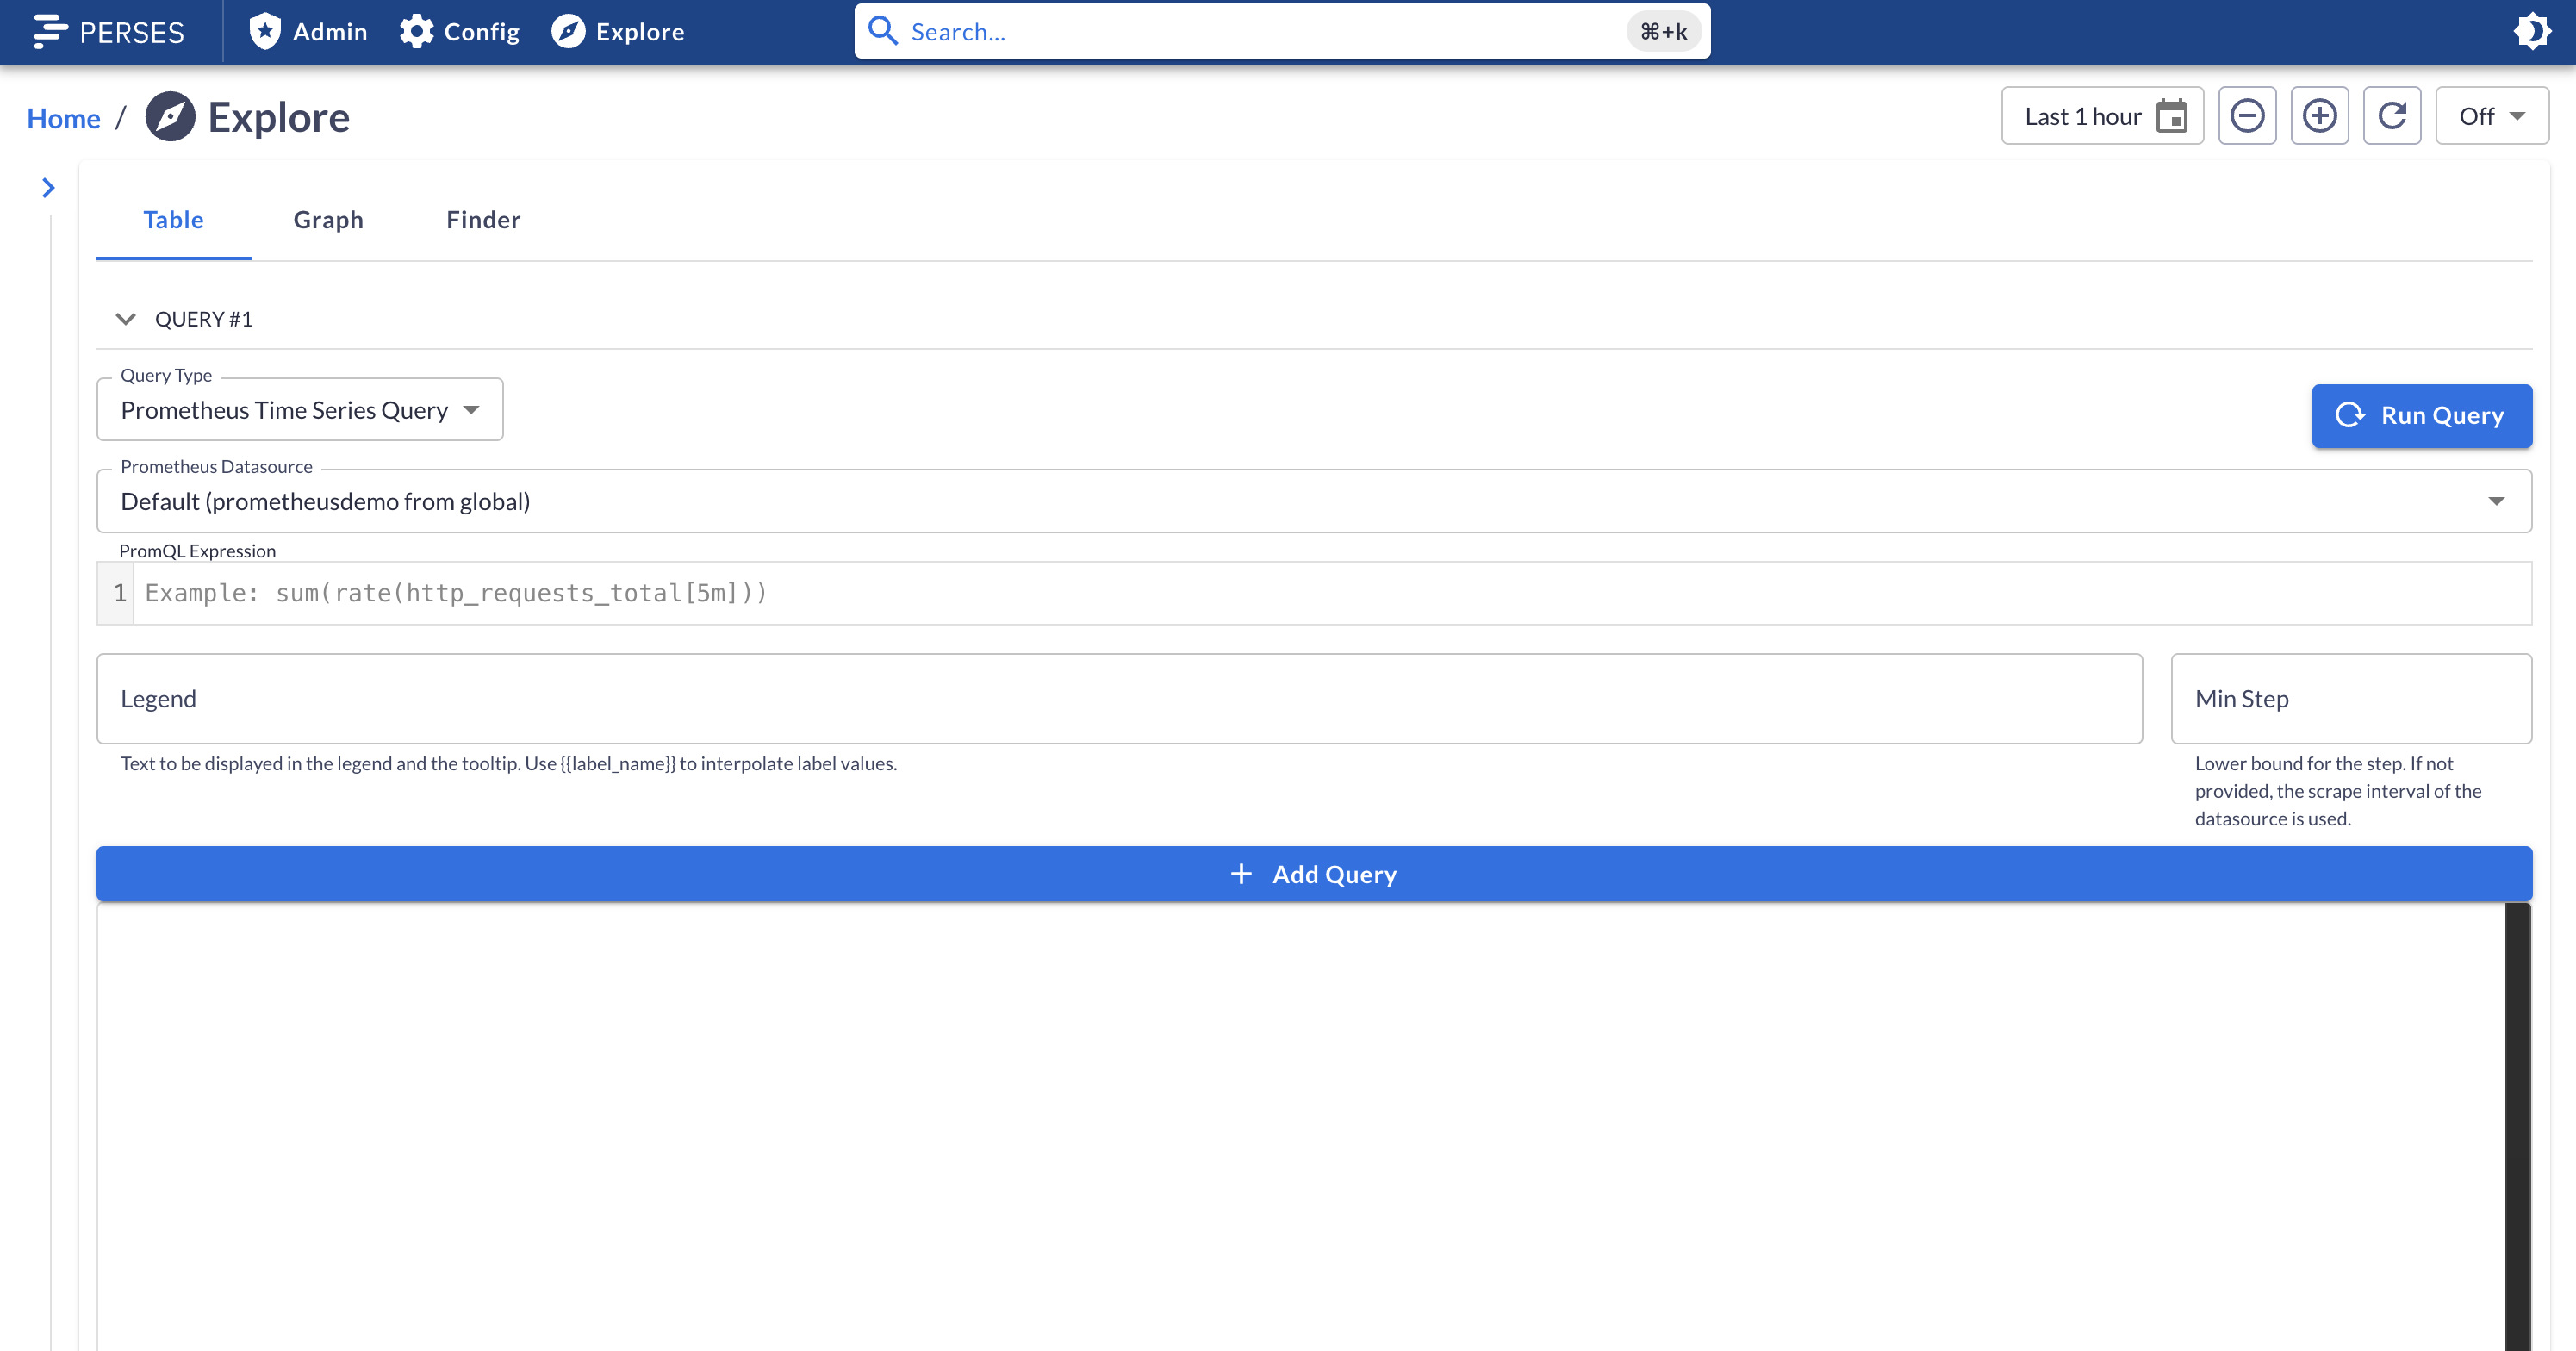 PERSES
Admin
Config
Explore
Search...
⌘+k
Home / Explore
Last 1 hour
Off
Table
Graph
Finder
QUERY #1
Query Type
Prometheus Time Series Query
Run Query
Prometheus Datasource
Default (prometheusdemo from global)
PromQL Expression
1 Example: sum(rate(http_requests_total[5m]))
Legend
Text to be displayed in the legend and the tooltip. Use {{label_name}} to interpolate label values.
Min Step
Lower bound for the step. If not
provided, the scrape interval of the
datasource is used.
Add Query